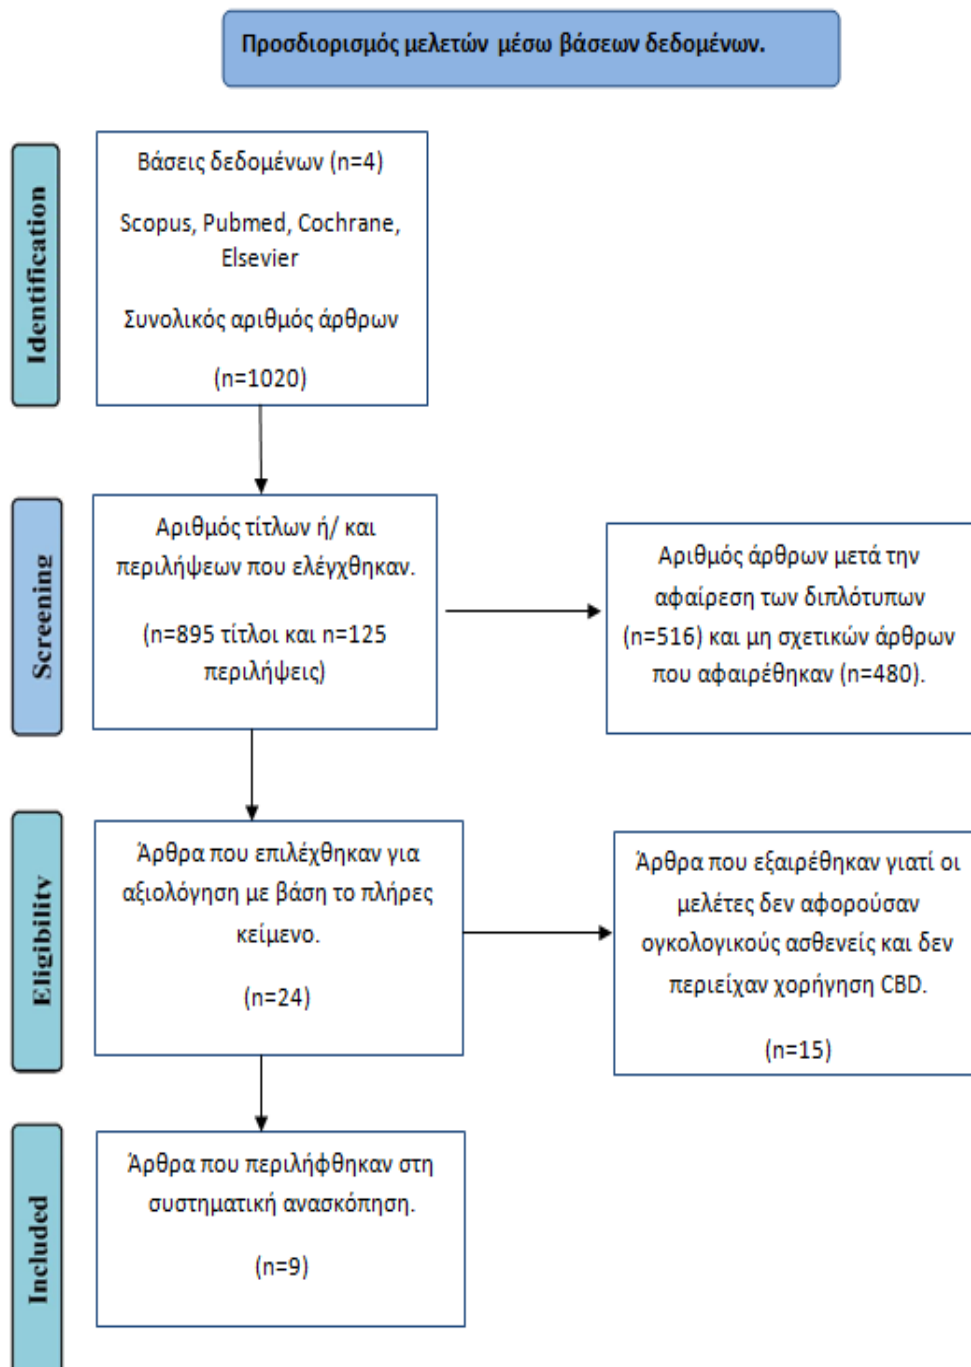 Προσδιορισμός μελετών μέσω βάσεων δεδομένων.
Identification
Βάσεις δεδομένων (n=4)
Scopus, Pubmed, Cochrane,
Elsevier
Συνολικός αριθμός άρθρων
(n=1020)
Screening
Αριθμός τίτλων ή/ και
περιλήψεων που ελέγχθηκαν.
(n=895 τίτλοι και n=125
περιλήψεις)
Αριθμός άρθρων μετά την
αφαίρεση των διπλότυπων
(n=516) και μη σχετικών άρθρων
που αφαιρέθηκαν (n=480).
Eligibility
Άρθρα που επιλέχθηκαν για
αξιολόγηση με βάση το πλήρες
κείμενο.
(n=24)
Άρθρα που εξαιρέθηκαν γιατί οι
μελέτες δεν αφορούσαν
ογκολογικούς ασθενείς και δεν
περιείχαν χορήγηση CBD.
(n=15)
Included
Άρθρα που περιλήφθηκαν στη
συστηματική ανασκόπηση.
(n=9)